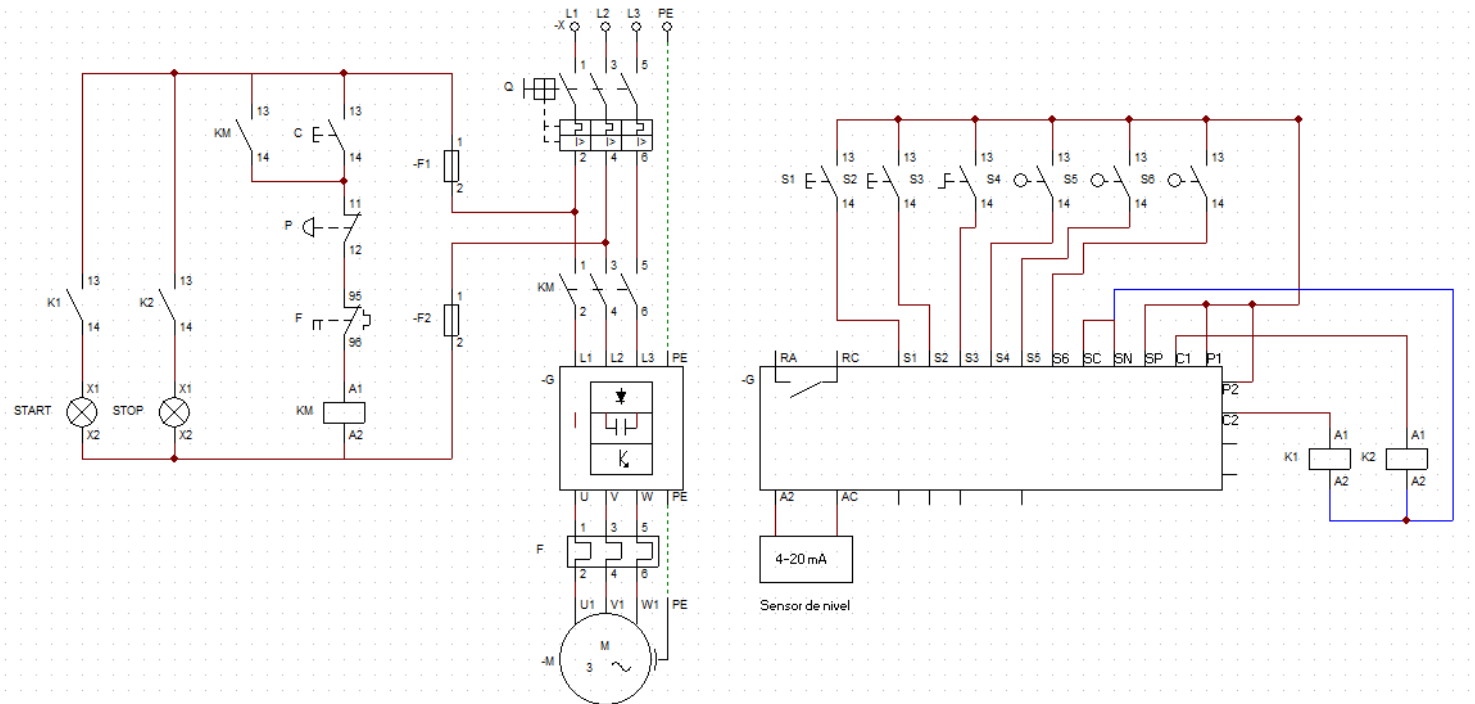 L1 L2 L3 PE
-X
1 3 5
Q
I> I> I>
2 4 6
13 13
KM C
14 14
-F1 1
2
11
P
12
13 13
K1 K2
14 14
95
F
96
-F2 1
2
1 3 5
KM
2 4 6
X1 X1 A1
START STOP KM
X2 X2 A2
L1 L2 L3 PE
-G
U V W PE
1 3 5
F
2 4 6
U1 V1 W1 PE
M
-M 3
13 13 13 13 13 13
S1 S2 S3 S4 S5 S6
14 14 14 14 14 14
RA RC S1 S2 S3 S4 S5 S6 SC SN SP C1 P1
-G
P2
C2
A1 A1
K1 K2
A2 A2
A2 AC
4-20 mA
Sensor de nivel